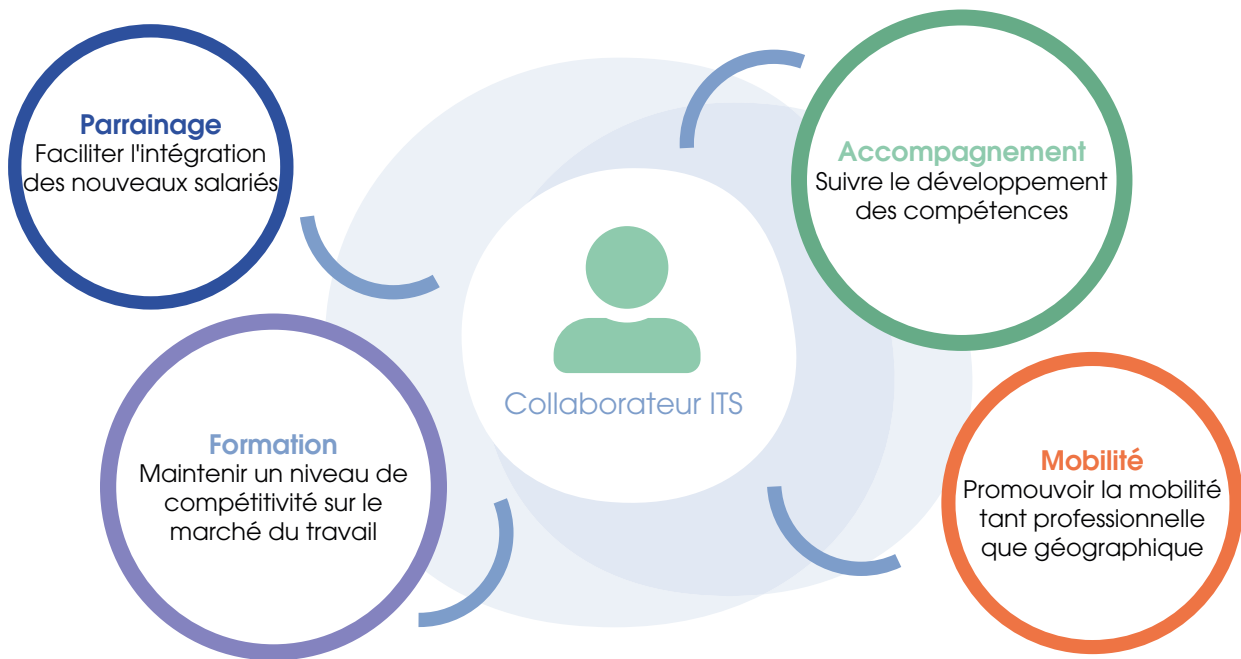 Parrainage
Faciliter l'intégration
des nouveaux salariés
Accompagnement
Suivre le développement
des compétences
Collaborateur ITS
Formation
Maintenir un niveau de
compétitivité sur le
marché du travail
Mobilité
Promouvoir la mobilité
tant professionnelle
que géographique